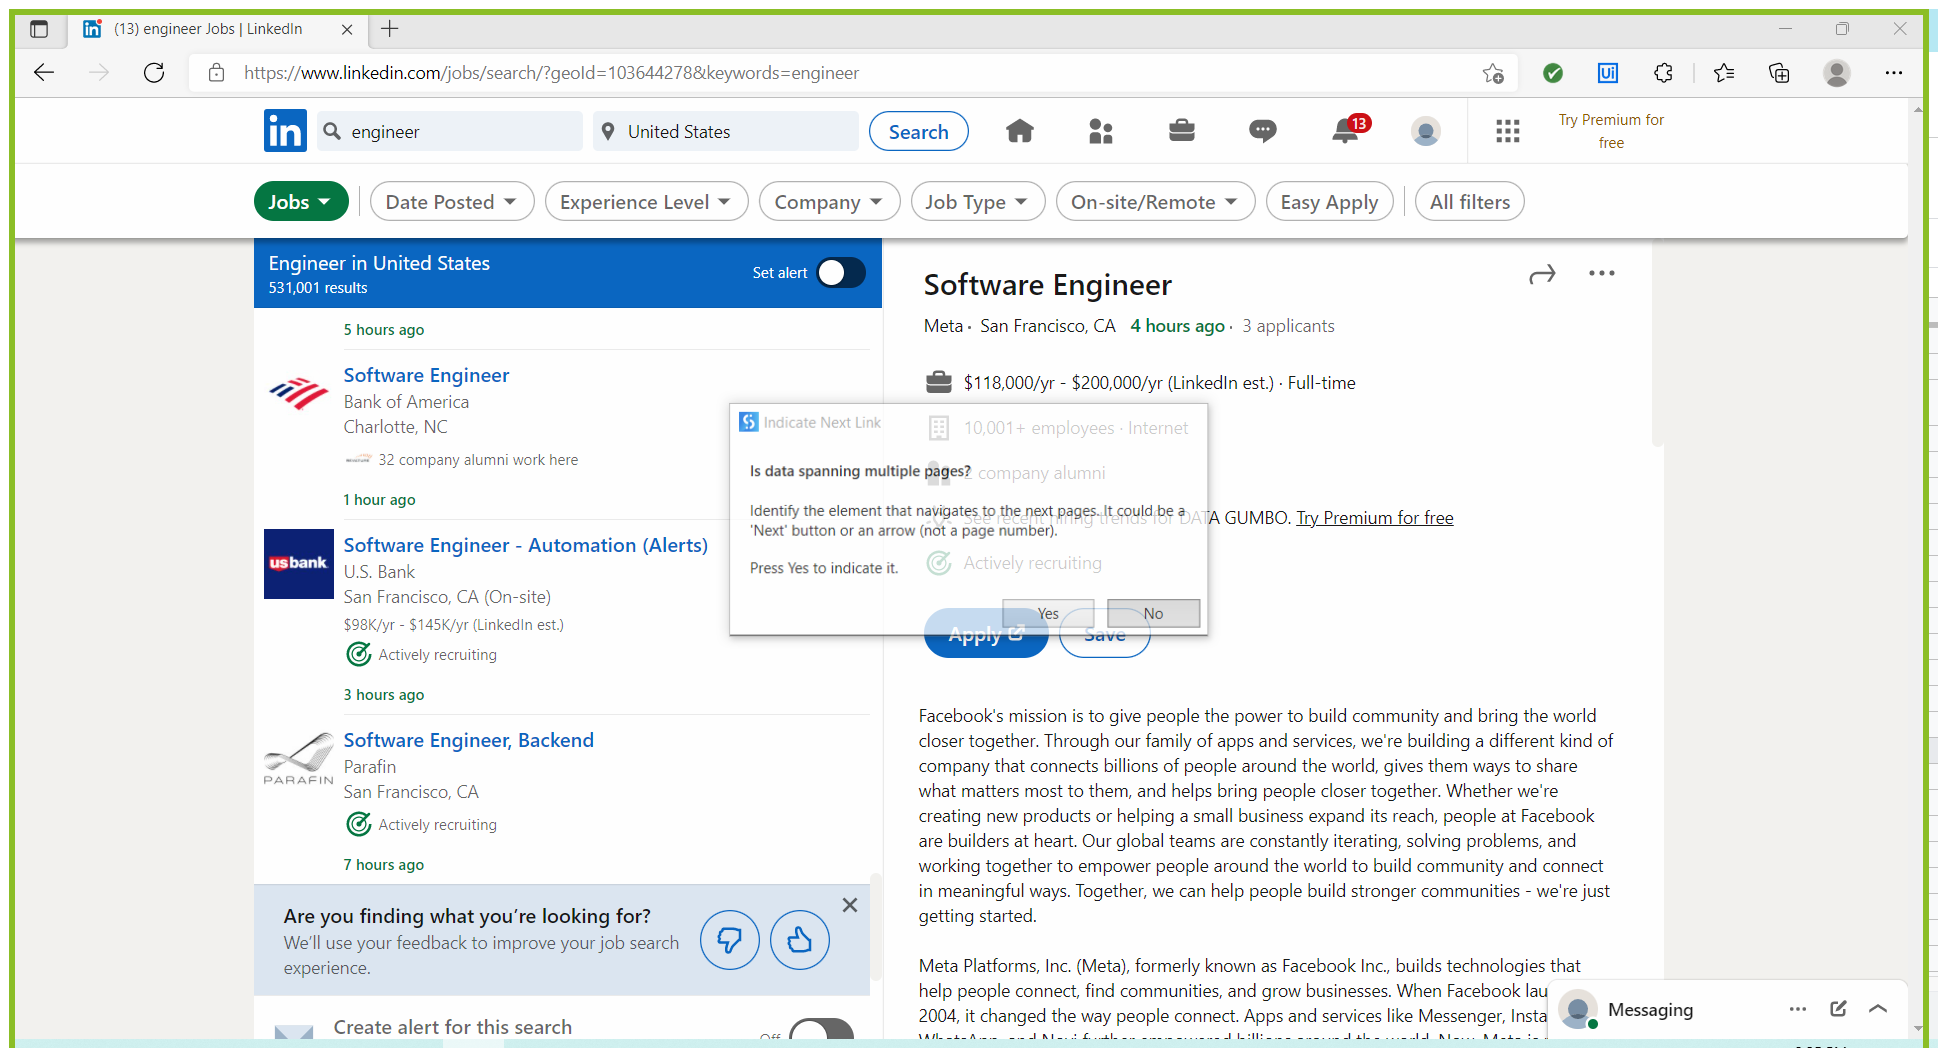 (13) engineer Jobs | LinkedIn
https://www.linkedin.com/jobs/search/?geoId=103644278&keywords=engineer
Ui
in
engineer
United States
Search
13
Try Premium for
free
Jobs
Date Posted
Experience Level
Company
Job Type
On-site/Remote
Easy Apply
All filters
Engineer in United States
531,001 results
Set alert
5 hours ago
Software Engineer
Bank of America
Charlotte, NC
32 company alumni work here
1 hour ago
usbank
Software Engineer - Automation (Alerts)
U.S. Bank
San Francisco, CA (On-site)
$98K/yr - $145K/yr (LinkedIn est.)
Actively recruiting
3 hours ago
PARAFIN
Software Engineer, Backend
Parafin
San Francisco, CA
Actively recruiting
7 hours ago
Are you finding what you’re looking for?
We’ll use your feedback to improve your job search
experience.
Create alert for this search
Off
Software Engineer
Meta · San Francisco, CA 4 hours ago · 3 applicants
$118,000/yr - $200,000/yr (LinkedIn est.) · Full-time
10,001+ employees · Internet
2 company alumni
See recent hiring trends for DATA GUMBO. Try Premium for free
Actively recruiting
Apply
Save
Indicate Next Link
Is data spanning multiple pages?
Identify the element that navigates to the next pages. It could be a
'Next' button or an arrow (not a page number).
Press Yes to indicate it.
Yes
No
Facebook's mission is to give people the power to build community and bring the world
closer together. Through our family of apps and services, we're building a different kind of
company that connects billions of people around the world, gives them ways to share
what matters most to them, and helps bring people closer together. Whether we're
creating new products or helping a small business expand its reach, people at Facebook
are builders at heart. Our global teams are constantly iterating, solving problems, and
working together to empower people around the world to build community and connect
in meaningful ways. Together, we can help people build stronger communities - we're just
getting started.
Meta Platforms, Inc. (Meta), formerly known as Facebook Inc., builds technologies that
help people connect, find communities, and grow businesses. When Facebook lau
2004, it changed the way people connect. Apps and services like Messenger, Insta
Messaging